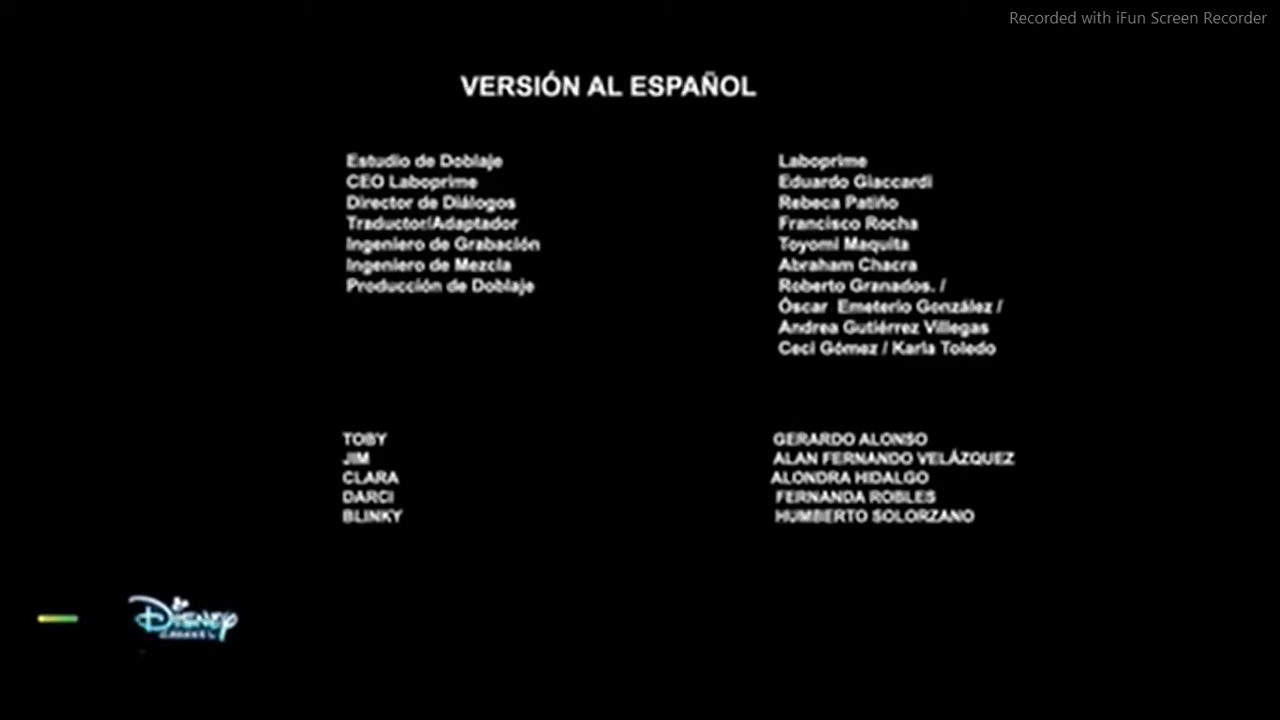 Recorded with iFun Screen Recorder
VERSIÓN AL ESPAÑOL
Estudio de Doblaje Laboprime
CEO Laboprime Eduardo Giaccardi
Director de Diálogos Rebeca Patiño
Traductor/Adaptador Francisco Rocha
Ingeniero de Grabación Toyomi Maquita
Ingeniero de Mezcla Abraham Chacra
Producción de Doblaje Roberto Granados. /
Óscar Emeterio González /
Andrea Gutiérrez Villegas
Ceci Gómez / Karla Toledo
TOBY GERARDO ALONSO
JIM ALAN FERNANDO VELÁZQUEZ
CLARA ALONDRA HIDALGO
DARCI FERNANDA ROBLES
BLINKY HUMBERTO SOLORZANO
Disney
CHANNEL